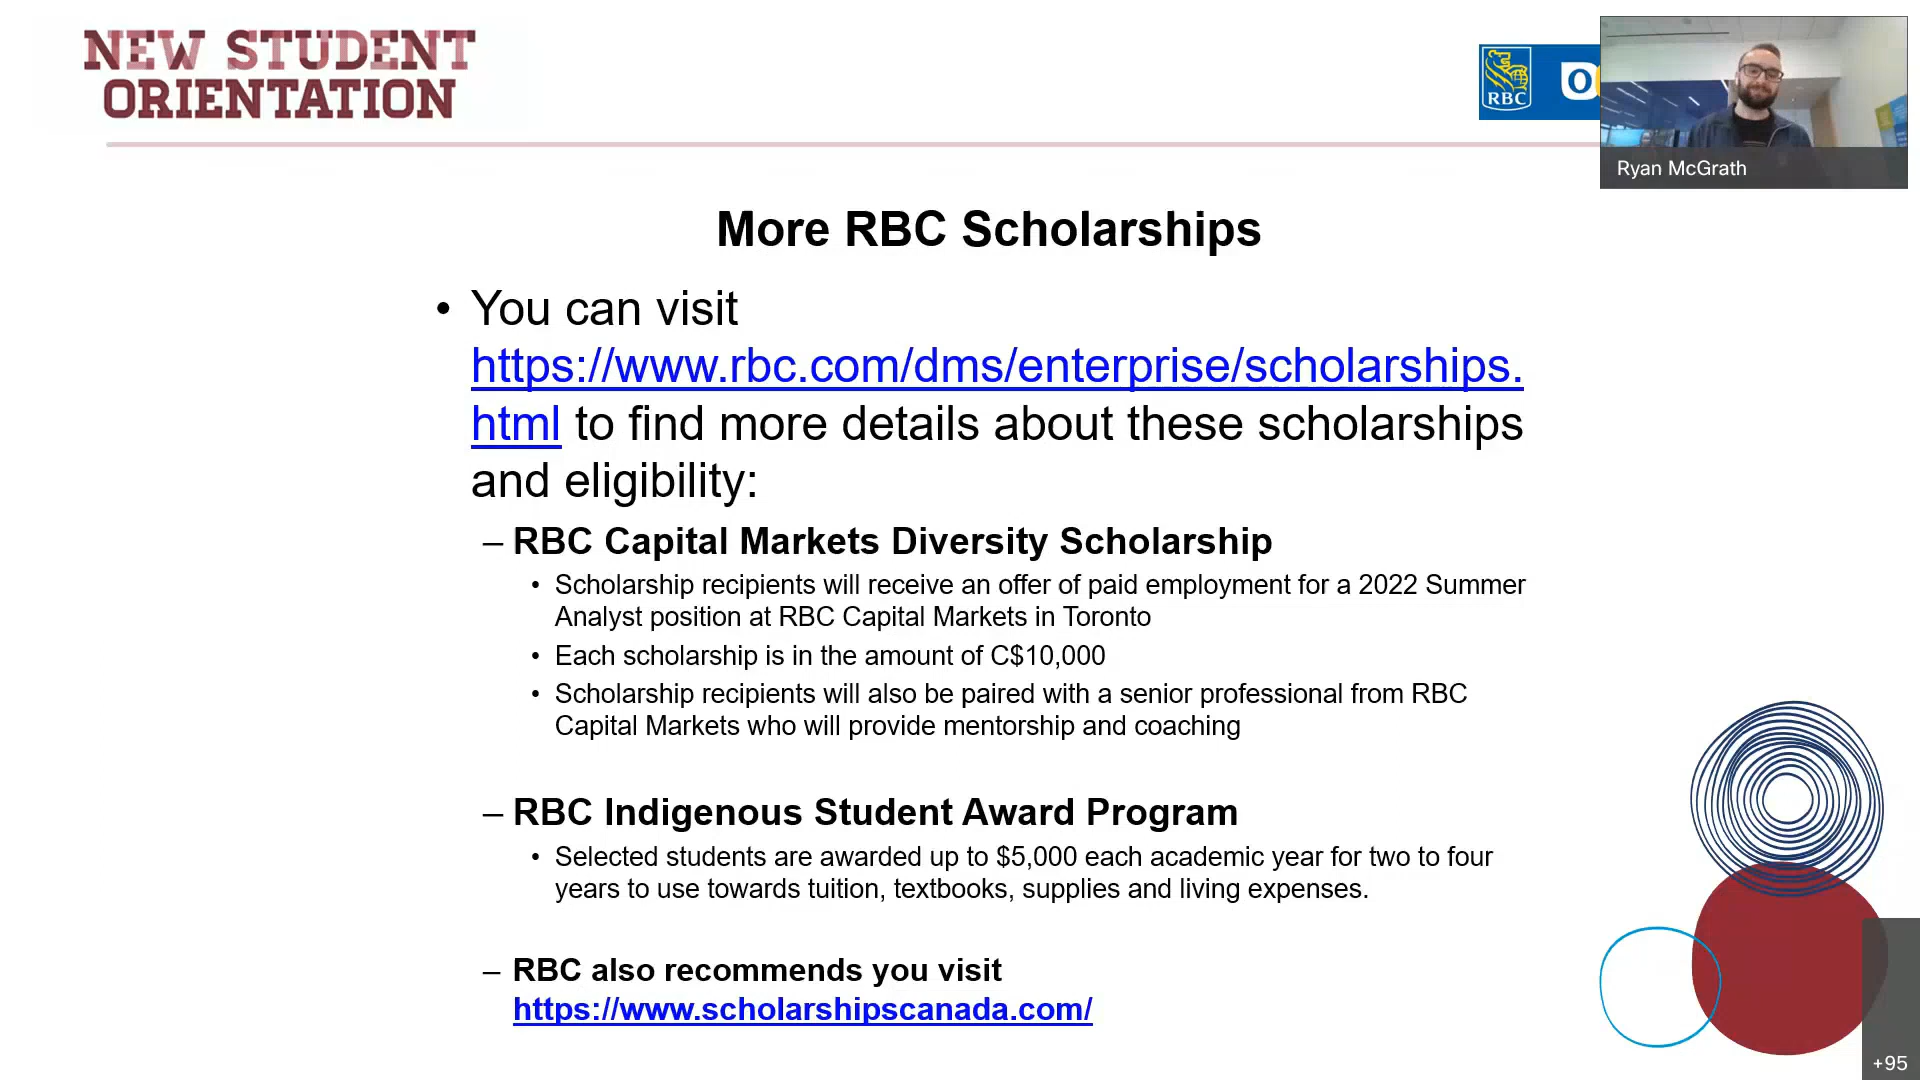 NEW STUDENT
ORIENTATION
RBC
Ryan McGrath
More RBC Scholarships
• You can visit
https://www.rbc.com/dms/enterprise/scholarships.
html to find more details about these scholarships
and eligibility:
– RBC Capital Markets Diversity Scholarship
• Scholarship recipients will receive an offer of paid employment for a 2022 Summer
Analyst position at RBC Capital Markets in Toronto
• Each scholarship is in the amount of C$10,000
• Scholarship recipients will also be paired with a senior professional from RBC
Capital Markets who will provide mentorship and coaching
– RBC Indigenous Student Award Program
• Selected students are awarded up to $5,000 each academic year for two to four
years to use towards tuition, textbooks, supplies and living expenses.
– RBC also recommends you visit
https://www.scholarshipscanada.com/
+95